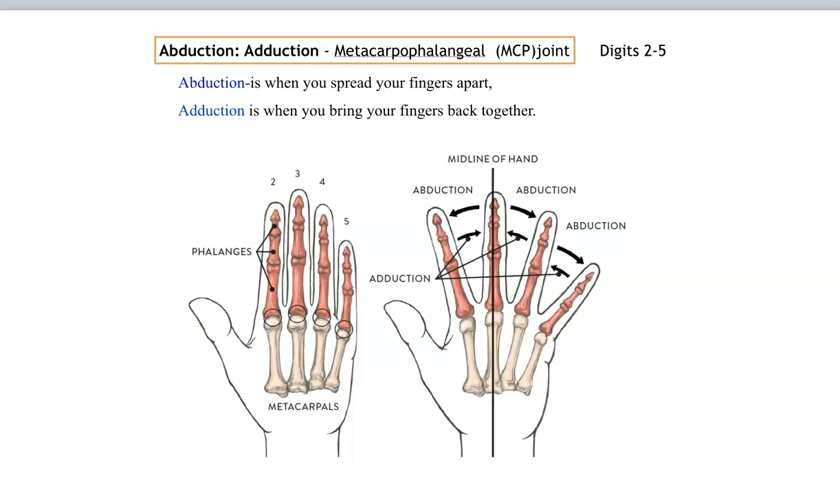 Abduction: Adduction - Metacarpophalangeal (MCP)joint Digits 2-5
Abduction-is when you spread your fingers apart,
Adduction is when you bring your fingers back together.
MIDLINE OF HAND
3
2 4
ABDUCTION ABDUCTION
5
ABDUCTION
PHALANGES
ADDUCTION
METACARPALS